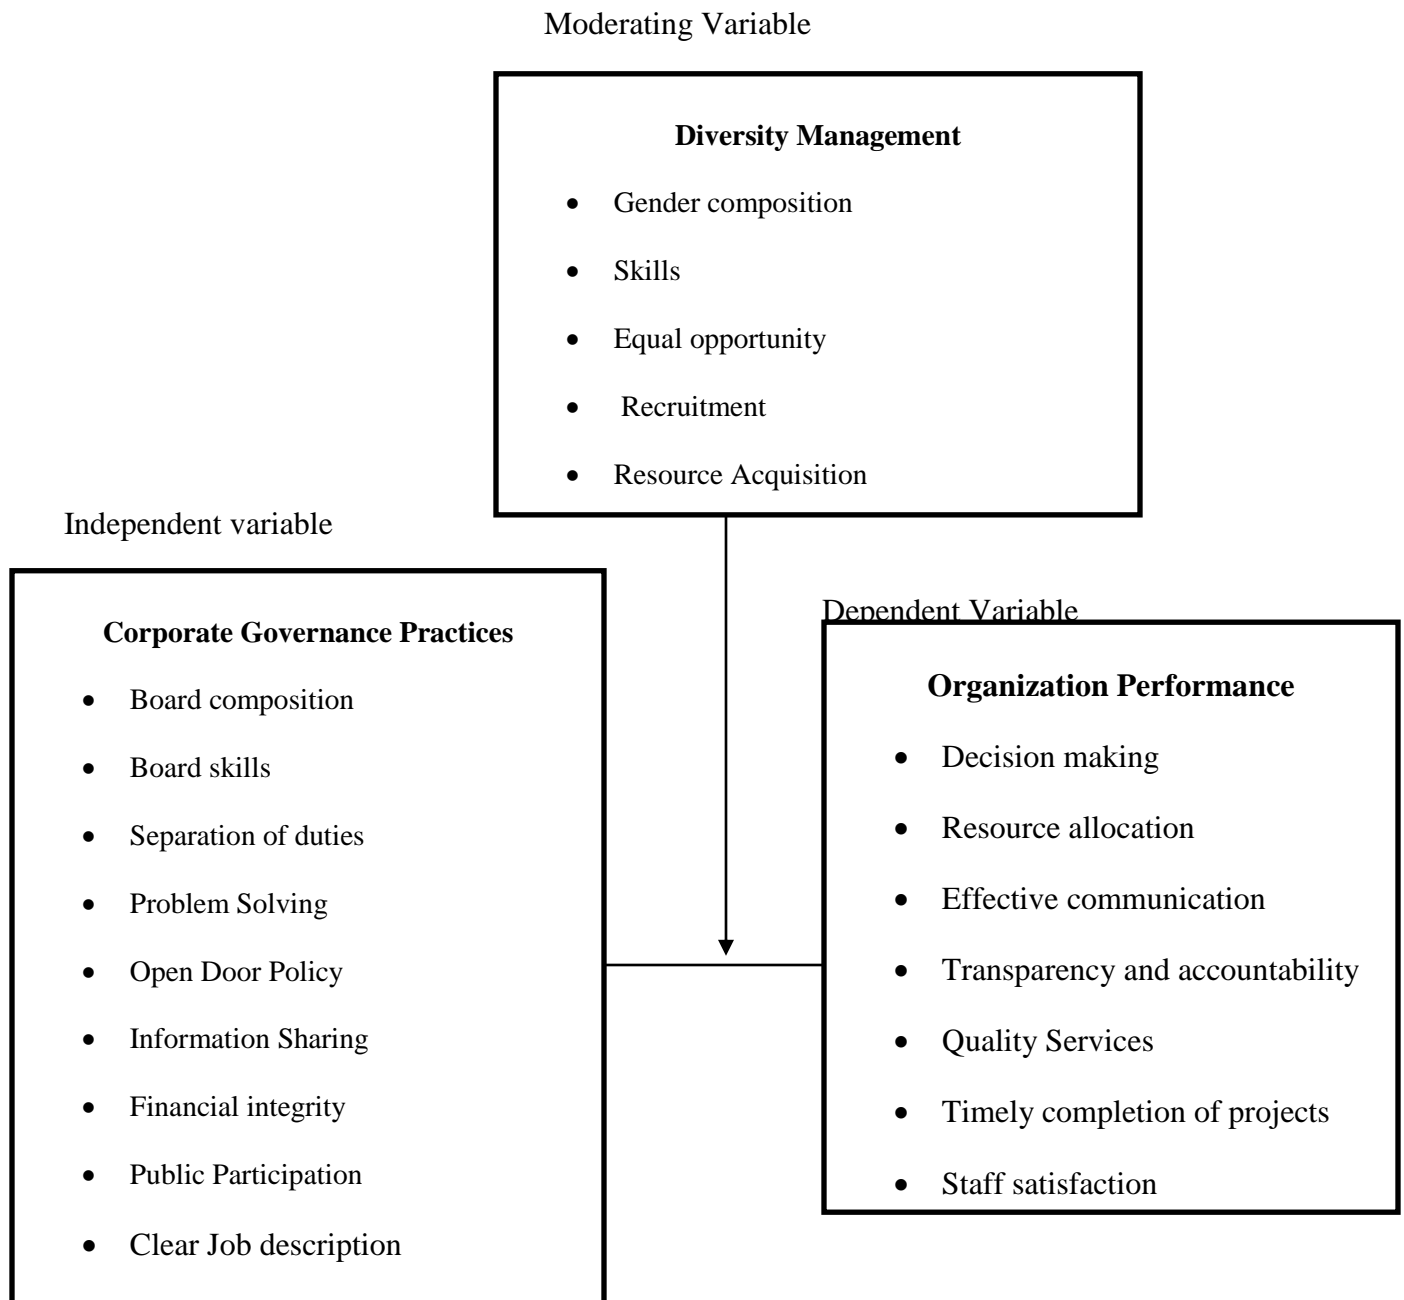 Moderating Variable
Diversity Management
• Gender composition
• Skills
• Equal opportunity
• Recruitment
• Resource Acquisition
Independent variable
Corporate Governance Practices
• Board composition
• Board skills
• Separation of duties
• Problem Solving
• Open Door Policy
• Information Sharing
• Financial integrity
• Public Participation
• Clear Job description
Dependent Variable
Organization Performance
• Decision making
• Resource allocation
• Effective communication
• Transparency and accountability
• Quality Services
• Timely completion of projects
• Staff satisfaction